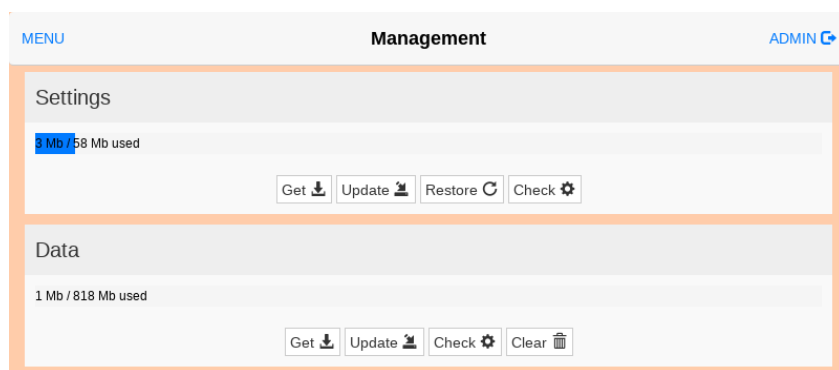 MENU Management ADMIN
Settings
3 Mb / 58 Mb used
Get Update Restore Check
Data
1 Mb / 818 Mb used
Get Update Check Clear